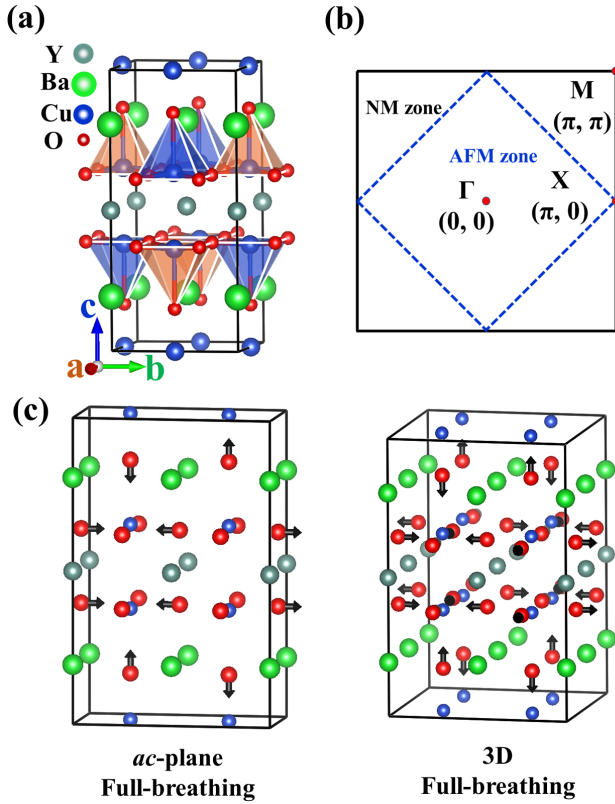 (a)
Y
Ba
Cu
O
c
a
b
(b)
NM zone
M
(π, π)
AFM zone
Γ
(0, 0)
X
(π, 0)
(c)
ac-plane
Full-breathing
3D
Full-breathing